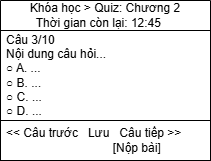 Khóa học > Quiz: Chương 2
Thời gian còn lại: 12:45
Câu 3/10
Nội dung câu hỏi...
○ A. ...
○ B. ...
○ C. ...
○ D. ...
<< Câu trước Lưu Câu tiếp >>
[Nộp bài]